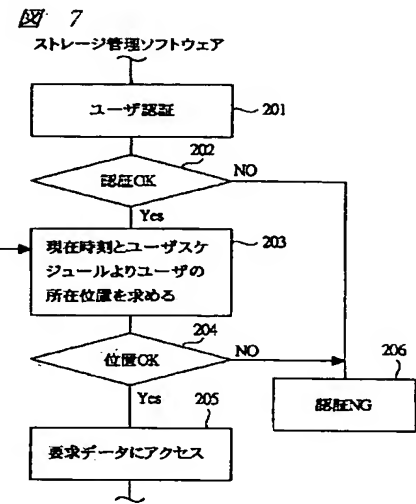 図 7
ストレージ管理ソフトウェア
ユーザ認証
201
202
認証OK
NO
Yes
現在時刻とユーザスケ
ジュールよりユーザの
所在位置を求める
203
204
位置OK
NO
206
Yes
205
認証NG
要求データにアクセス